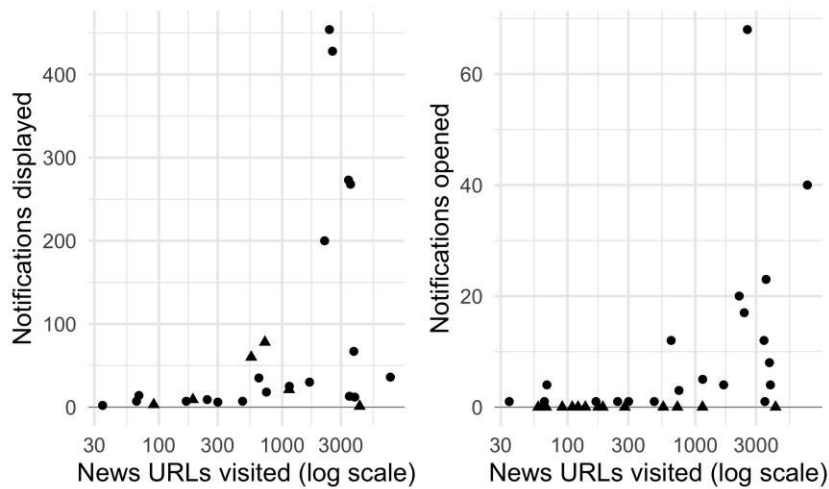 Notifications displayed
400
300
200
100
0
30 100 300 1000 3000
News URLs visited (log scale)
Notifications opened
60
40
20
0
30 100 300 1000 3000
News URLs visited (log scale)